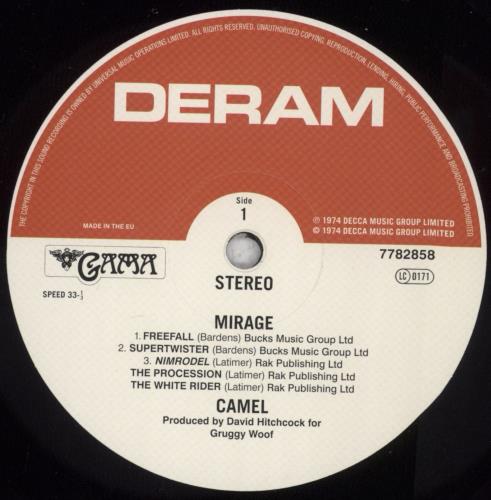 THE COPYRIGHT IN THIS SOUND RECORDING IS OWNED BY UNIVERSAL MUSIC OPERATIONS LIMITED. ALL RIGHTS RESERVED. UNAUTHORISED COPYING, REPRODUCTION, LENDING, HIRING, PUBLIC PERFORMANCE AND BROADCASTING PROHIBITED
DERAM
Side
1
℗ 1974 DECCA MUSIC GROUP LIMITED
© 1974 DECCA MUSIC GROUP LIMITED
MADE IN THE EU
7782858
GAMA
LC 0171
STEREO
SPEED 33-⅓
MIRAGE
1. FREEFALL (Bardens) Bucks Music Group Ltd
2. SUPERTWISTER (Bardens) Bucks Music Group Ltd
3. NIMRODEL (Latimer) Rak Publishing Ltd
THE PROCESSION (Latimer) Rak Publishing Ltd
THE WHITE RIDER (Latimer) Rak Publishing Ltd
CAMEL
Produced by David Hitchcock for
Gruggy Woof